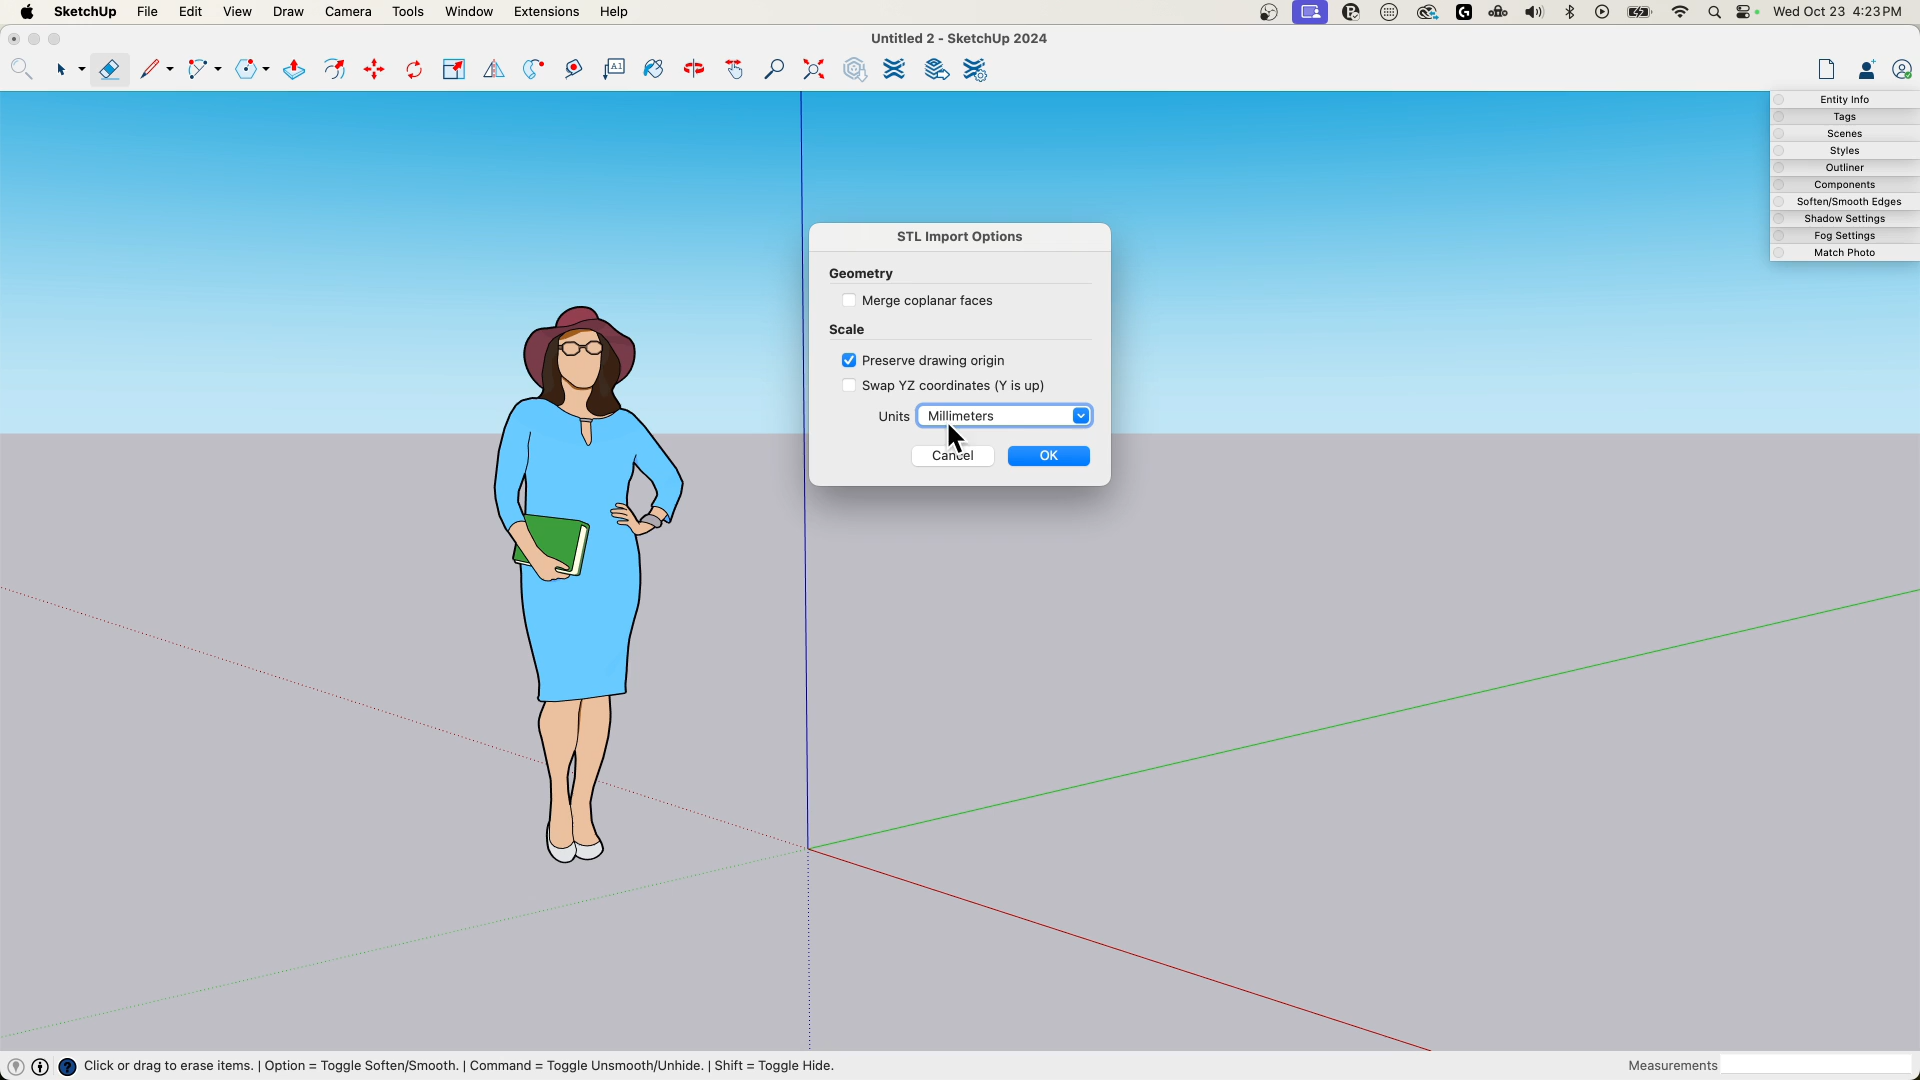 SketchUp File Edit View Draw Camera Tools Window Extensions Help Wed Oct 23 4:23 PM
Untitled 2 - SketchUp 2024
A1
Entity Info
Tags
Scenes
Styles
Outliner
Components
Soften/Smooth Edges
Shadow Settings
Fog Settings
Match Photo
STL Import Options
Geometry
Merge coplanar faces
Scale
Preserve drawing origin
Swap YZ coordinates (Y is up)
Units Millimeters
Cancel OK
Click or drag to erase items. | Option = Toggle Soften/Smooth. | Command = Toggle Unsmooth/Unhide. | Shift = Toggle Hide. Measurements